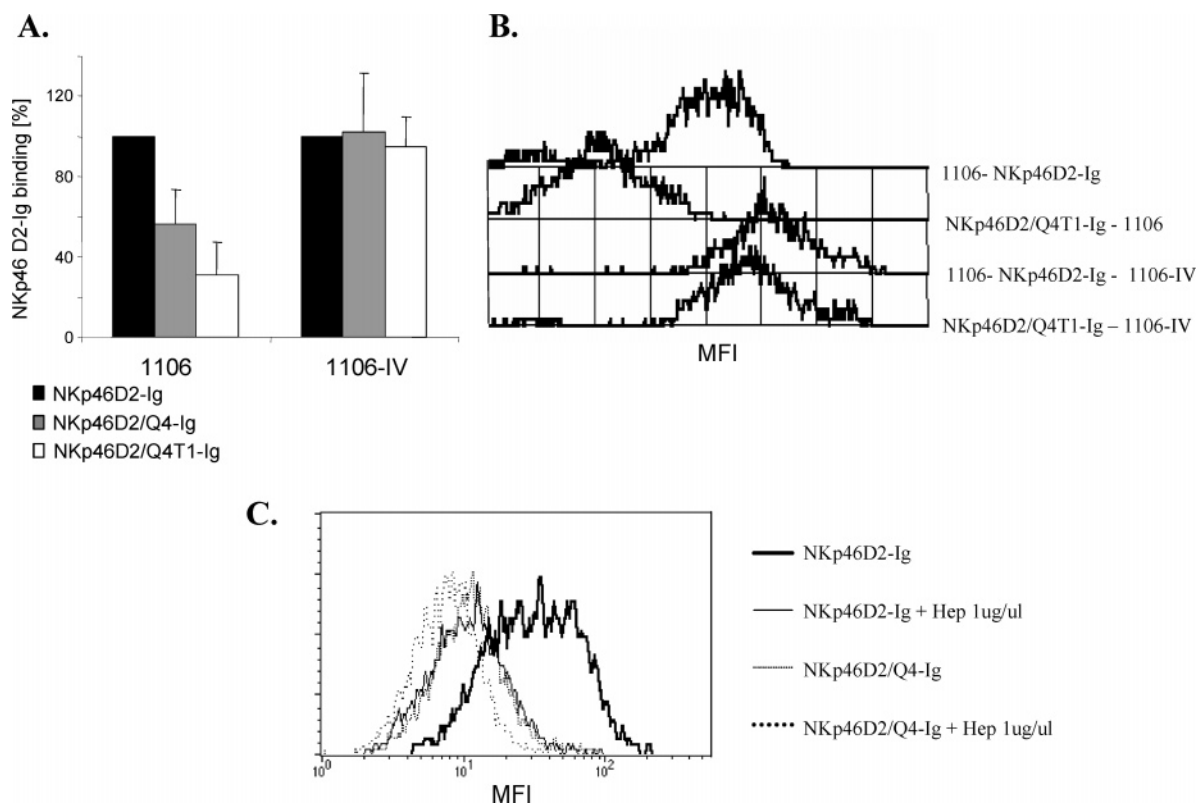 A.
NKp46 D2-Ig binding [%]
120
80
40
0
1106
1106-IV
NKp46D2-Ig
NKp46D2/Q4-Ig
NKp46D2/Q4T1-Ig
B.
1106- NKp46D2-Ig
NKp46D2/Q4T1-Ig - 1106
1106- NKp46D2-Ig - 1106-IV
NKp46D2/Q4T1-Ig – 1106-IV
MFI
C.
10⁰
10¹
10²
MFI
NKp46D2-Ig
NKp46D2-Ig + Hep 1ug/ul
NKp46D2/Q4-Ig
NKp46D2/Q4-Ig + Hep 1ug/ul